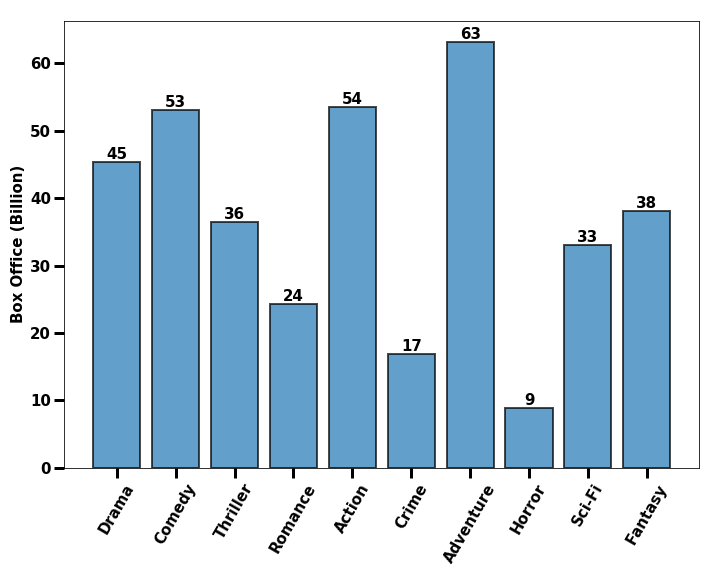 Box Office (Billion)
60
50
40
30
20
10
0
45
53
36
24
54
17
63
9
33
38
Drama
Comedy
Thriller
Romance
Action
Crime
Adventure
Horror
Sci-Fi
Fantasy